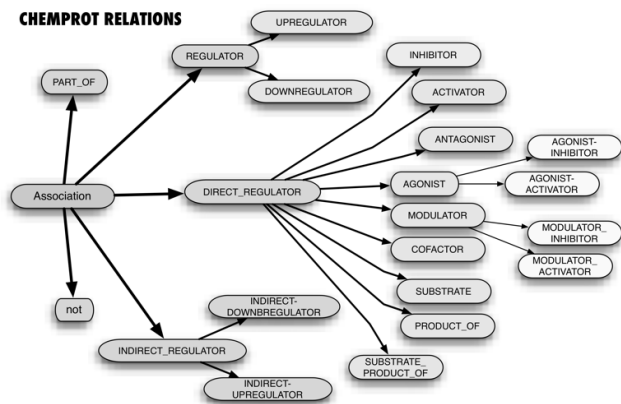 CHEMPROT RELATIONS
UPREGULATOR
REGULATOR
DOWNREGULATOR
PART_OF
INHIBITOR
ACTIVATOR
ANTAGONIST
AGONIST-
INHIBITOR
AGONIST
AGONIST-
ACTIVATOR
Association
DIRECT_REGULATOR
MODULATOR
MODULATOR_
INHIBITOR
MODULATOR_
ACTIVATOR
COFACTOR
SUBSTRATE
PRODUCT_OF
SUBSTRATE_
PRODUCT_OF
not
INDIRECT-
DOWNBREGULATOR
INDIRECT_REGULATOR
INDIRECT-
UPREGULATOR